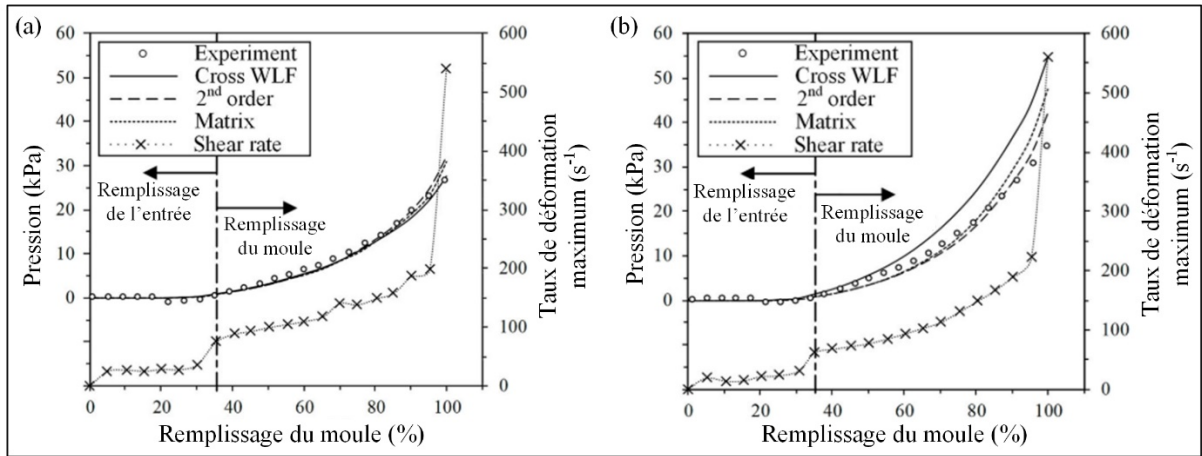 (a)
Pression (kPa)
60
50
40
30
20
10
0
Experiment
Cross WLF
2nd order
Matrix
Shear rate
Remplissage
de l'entrée
Remplissage
du moule
600
500
400
300
200
100
0
Taux de déformation
maximum (s-1)
0 20 40 60 80 100
Remplissage du moule (%)
(b)
Pression (kPa)
60
50
40
30
20
10
0
Experiment
Cross WLF
2nd order
Matrix
Shear rate
Remplissage
de l'entrée
Remplissage
du moule
600
500
400
300
200
100
0
Taux de déformation
maximum (s-1)
0 20 40 60 80 100
Remplissage du moule (%)